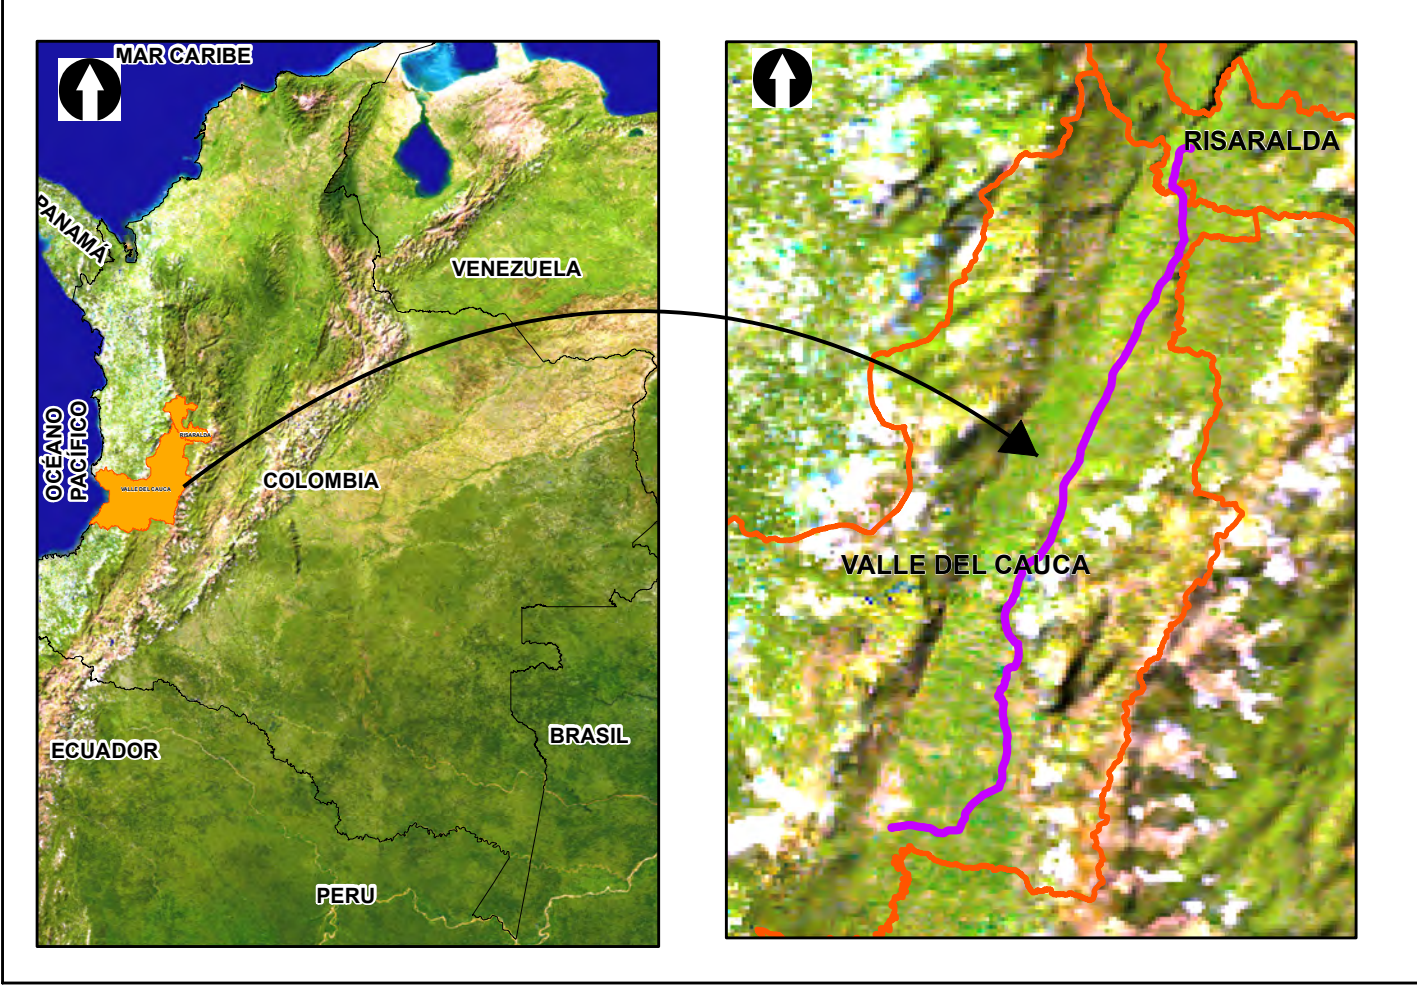 MAR CARIBE
PANAMÁ
VENEZUELA
OCÉANO
PACÍFICO
RISARALDA
VALLE DEL CAUCA
COLOMBIA
ECUADOR
BRASIL
PERU
RISARALDA
VALLE DEL CAUCA